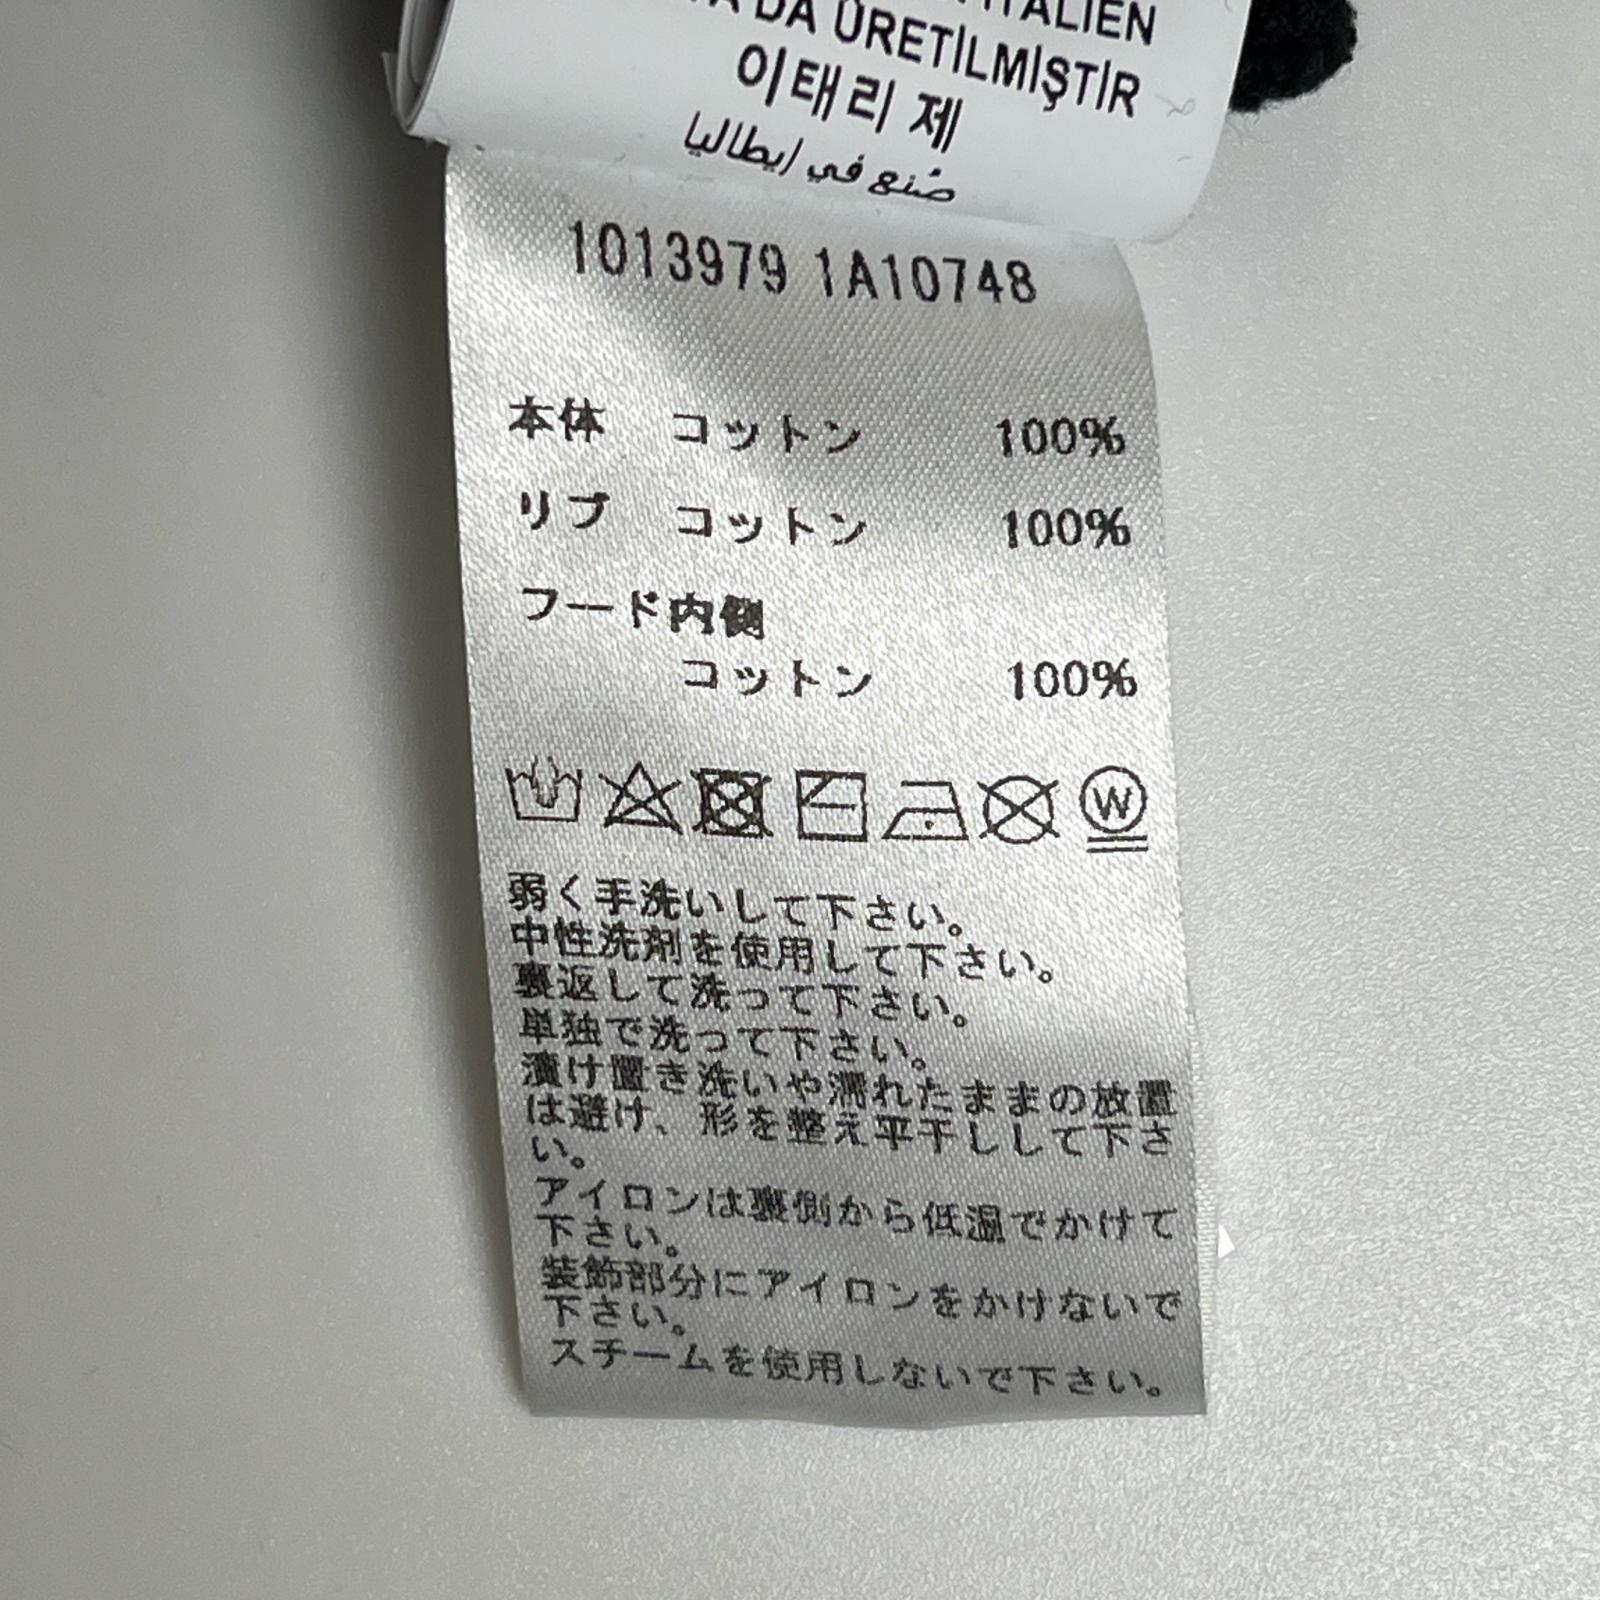 ITALIEN
DA ÜRETİLMİŞTİR
이태리 제
صُنع في ايطاليا
1013979 1A10748
本体 コットン 100%
リブ コットン 100%
フード内側
コットン 100%
W
弱く手洗いして下さい。
中性洗剤を使用して下さい。
裏返して洗って下さい。
単独で洗って下さい。
漬け置き洗いや濡れたままの放置
は避け、形を整え平干しして下さ
い。
アイロンは裏側から低温でかけて
下さい。
装飾部分にアイロンをかけないで
下さい。
スチームを使用しないで下さい。